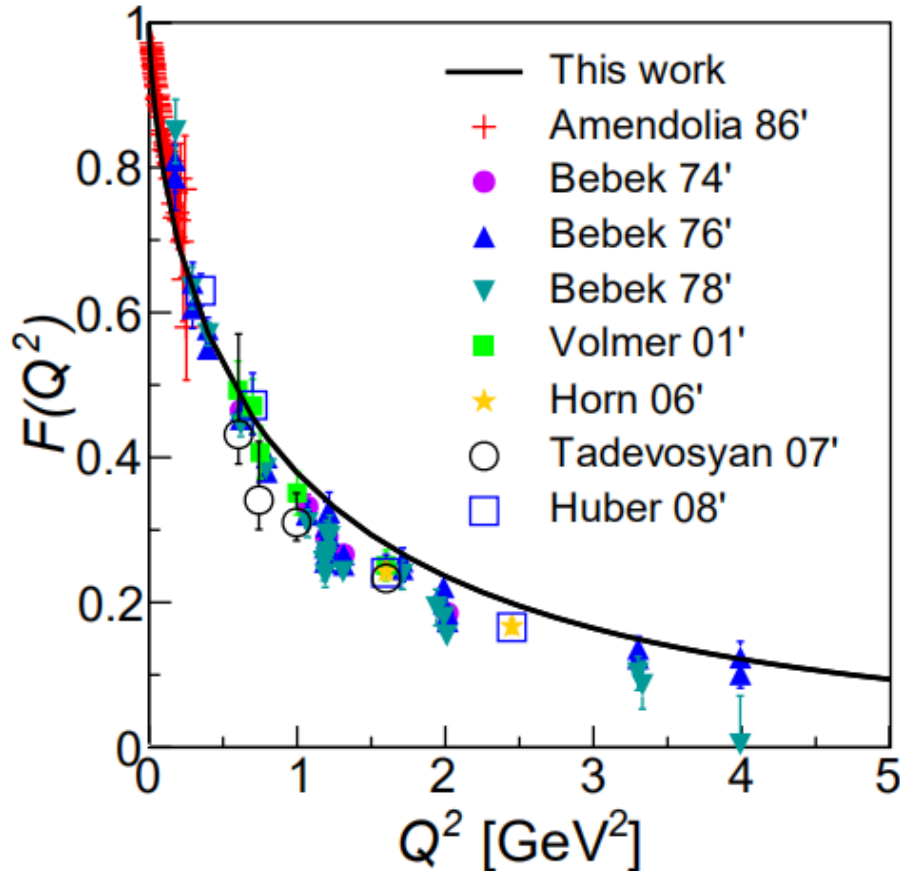 1
0.8
0.6
0.4
0.2
0
F(Q²)
This work
Amendolia 86'
Bebek 74'
Bebek 76'
Bebek 78'
Volmer 01'
Horn 06'
Tadevosyan 07'
Huber 08'
0 1 2 3 4 5
Q² [GeV²]